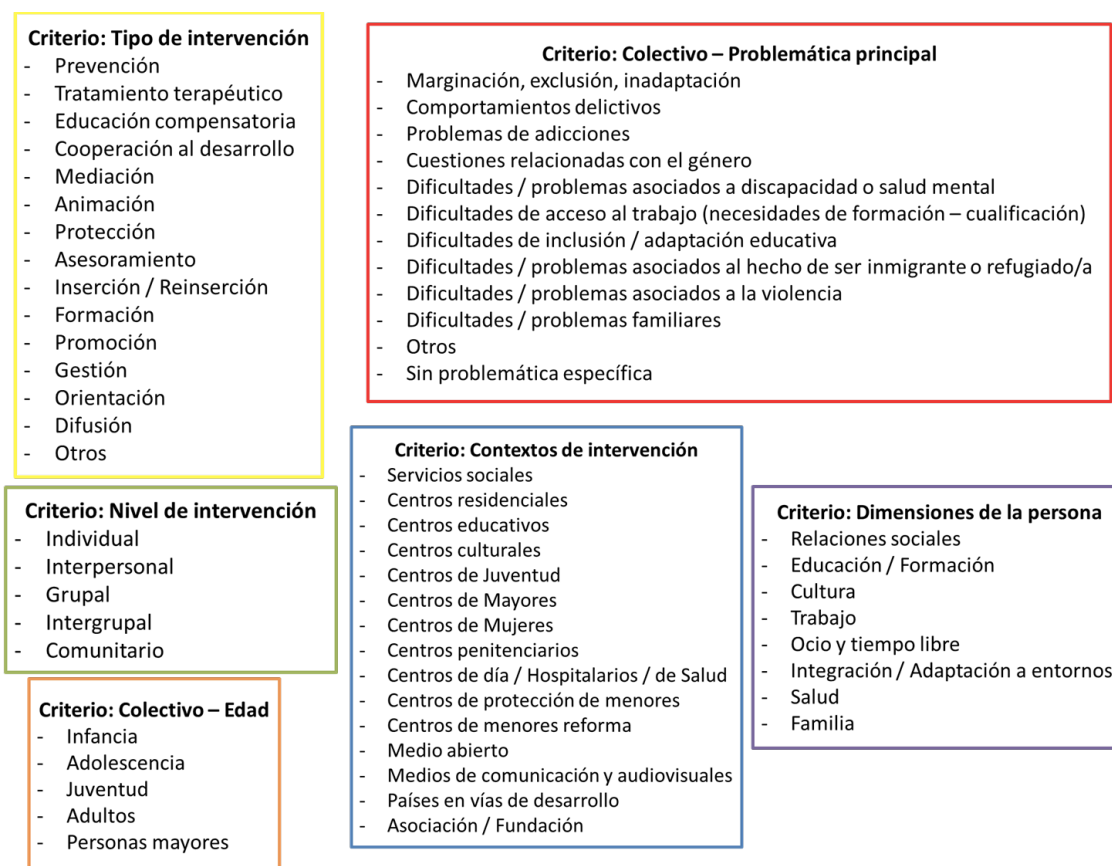 Criterio: Tipo de intervención
- Prevención
- Tratamiento terapéutico
- Educación compensatoria
- Cooperación al desarrollo
- Mediación
- Animación
- Protección
- Asesoramiento
- Inserción / Reinserción
- Formación
- Promoción
- Gestión
- Orientación
- Difusión
- Otros
Criterio: Colectivo – Problemática principal
- Marginación, exclusión, inadaptación
- Comportamientos delictivos
- Problemas de adicciones
- Cuestiones relacionadas con el género
- Dificultades / problemas asociados a discapacidad o salud mental
- Dificultades de acceso al trabajo (necesidades de formación – cualificación)
- Dificultades de inclusión / adaptación educativa
- Dificultades / problemas asociados al hecho de ser inmigrante o refugiado/a
- Dificultades / problemas asociados a la violencia
- Dificultades / problemas familiares
- Otros
- Sin problemática específica
Criterio: Nivel de intervención
- Individual
- Interpersonal
- Grupal
- Intergrupal
- Comunitario
Criterio: Colectivo – Edad
- Infancia
- Adolescencia
- Juventud
- Adultos
- Personas mayores
Criterio: Contextos de intervención
- Servicios sociales
- Centros residenciales
- Centros educativos
- Centros culturales
- Centros de Juventud
- Centros de Mayores
- Centros de Mujeres
- Centros penitenciarios
- Centros de día / Hospitalarios / de Salud
- Centros de protección de menores
- Centros de menores reforma
- Medio abierto
- Medios de comunicación y audiovisuales
- Países en vías de desarrollo
- Asociación / Fundación
Criterio: Dimensiones de la persona
- Relaciones sociales
- Educación / Formación
- Cultura
- Trabajo
- Ocio y tiempo libre
- Integración / Adaptación a entornos
- Salud
- Familia